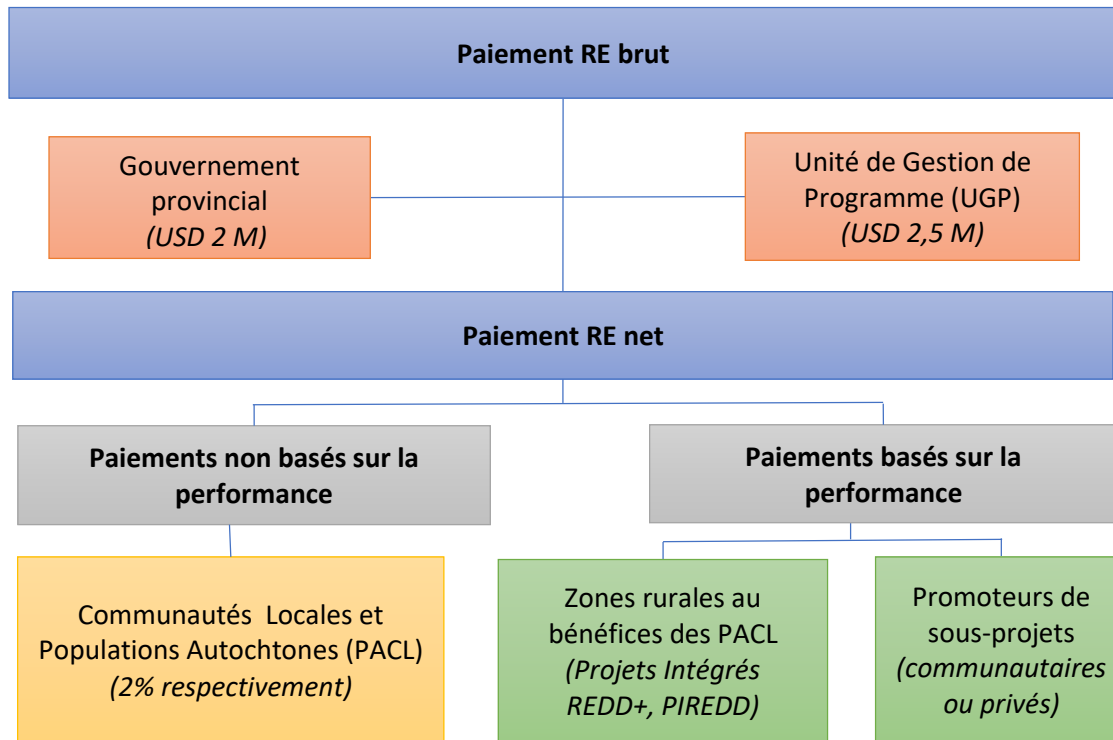 Paiement RE brut
Gouvernement
provincial
(USD 2 M)
Unité de Gestion de
Programme (UGP)
(USD 2,5 M)
Paiement RE net
Paiements non basés sur la
performance
Paiements basés sur la
performance
Communautés Locales et
Populations Autochtones (PACL)
(2% respectivement)
Zones rurales au
bénéfices des PACL
(Projets Intégrés
REDD+, PIREDD)
Promoteurs de
sous-projets
(communautaires
ou privés)